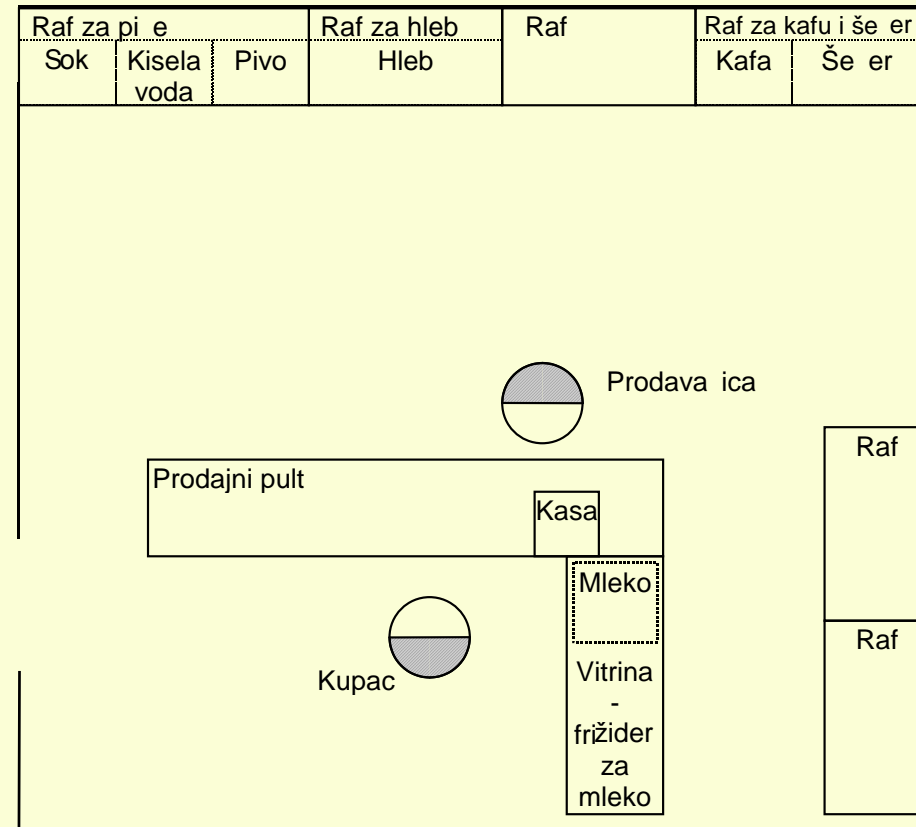 Raf za pi e
Raf za hleb
Raf
Raf za kafu i še er
Sok
Kisela
voda
Pivo
Hleb
Kafa
Še er
Prodava ica
Prodajni pult
Kasa
Mleko
Vitrina
-
frižider
za
mleko
Kupac
Raf
Raf